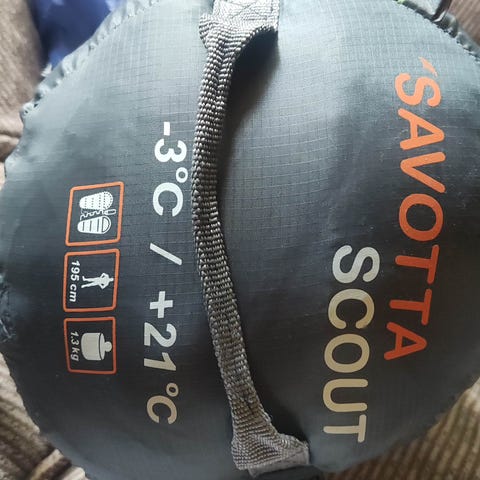 SAVOTTA
SCOUT
-3°C / +21°C
195 cm
1.3 kg